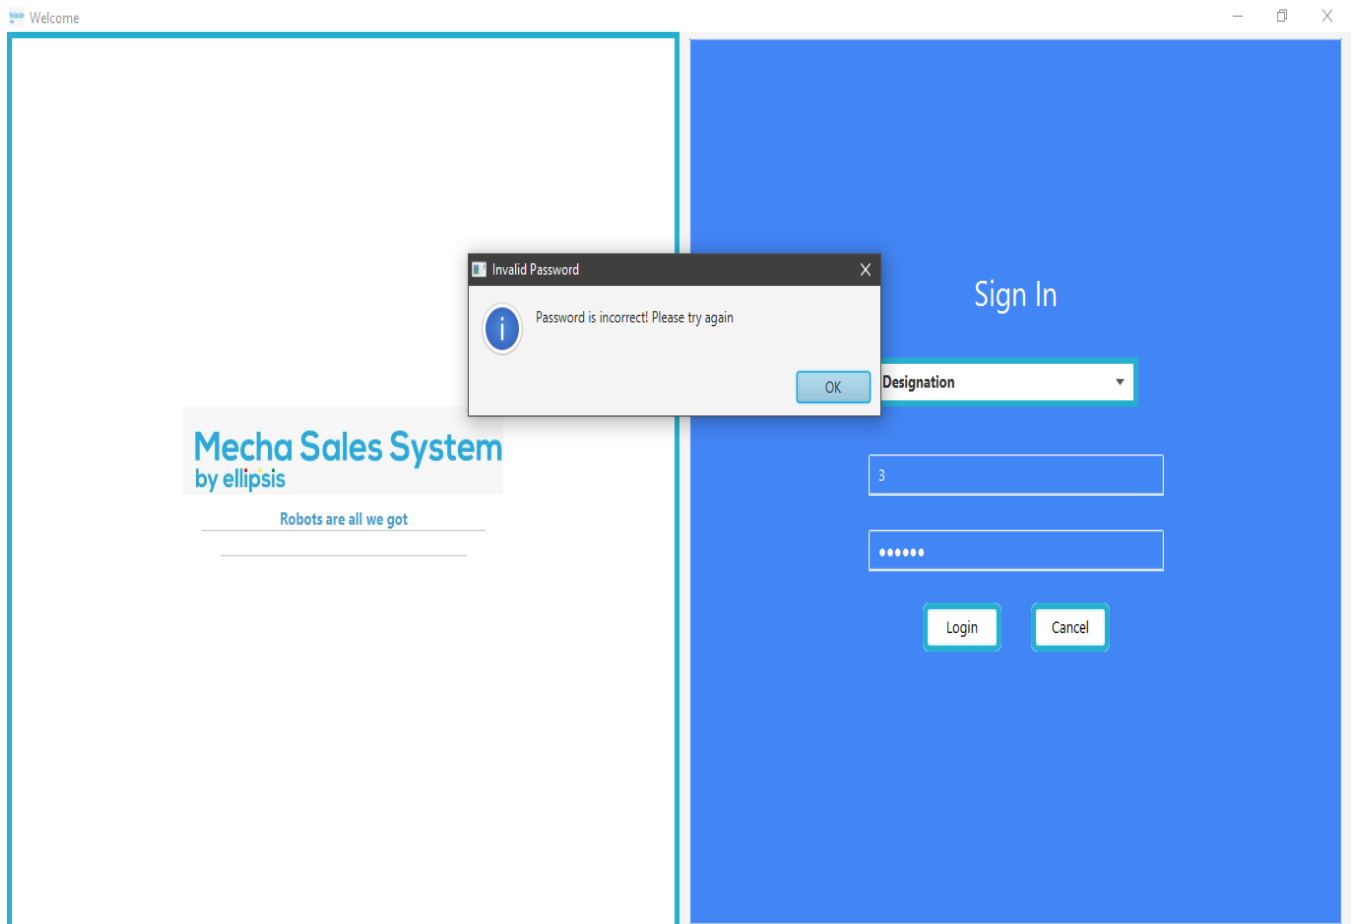 Welcome
Invalid Password
Password is incorrect! Please try again
OK
Mecha Sales System
by ellipsis
Robots are all we got
Sign In
Designation
3
••••••
Login
Cancel